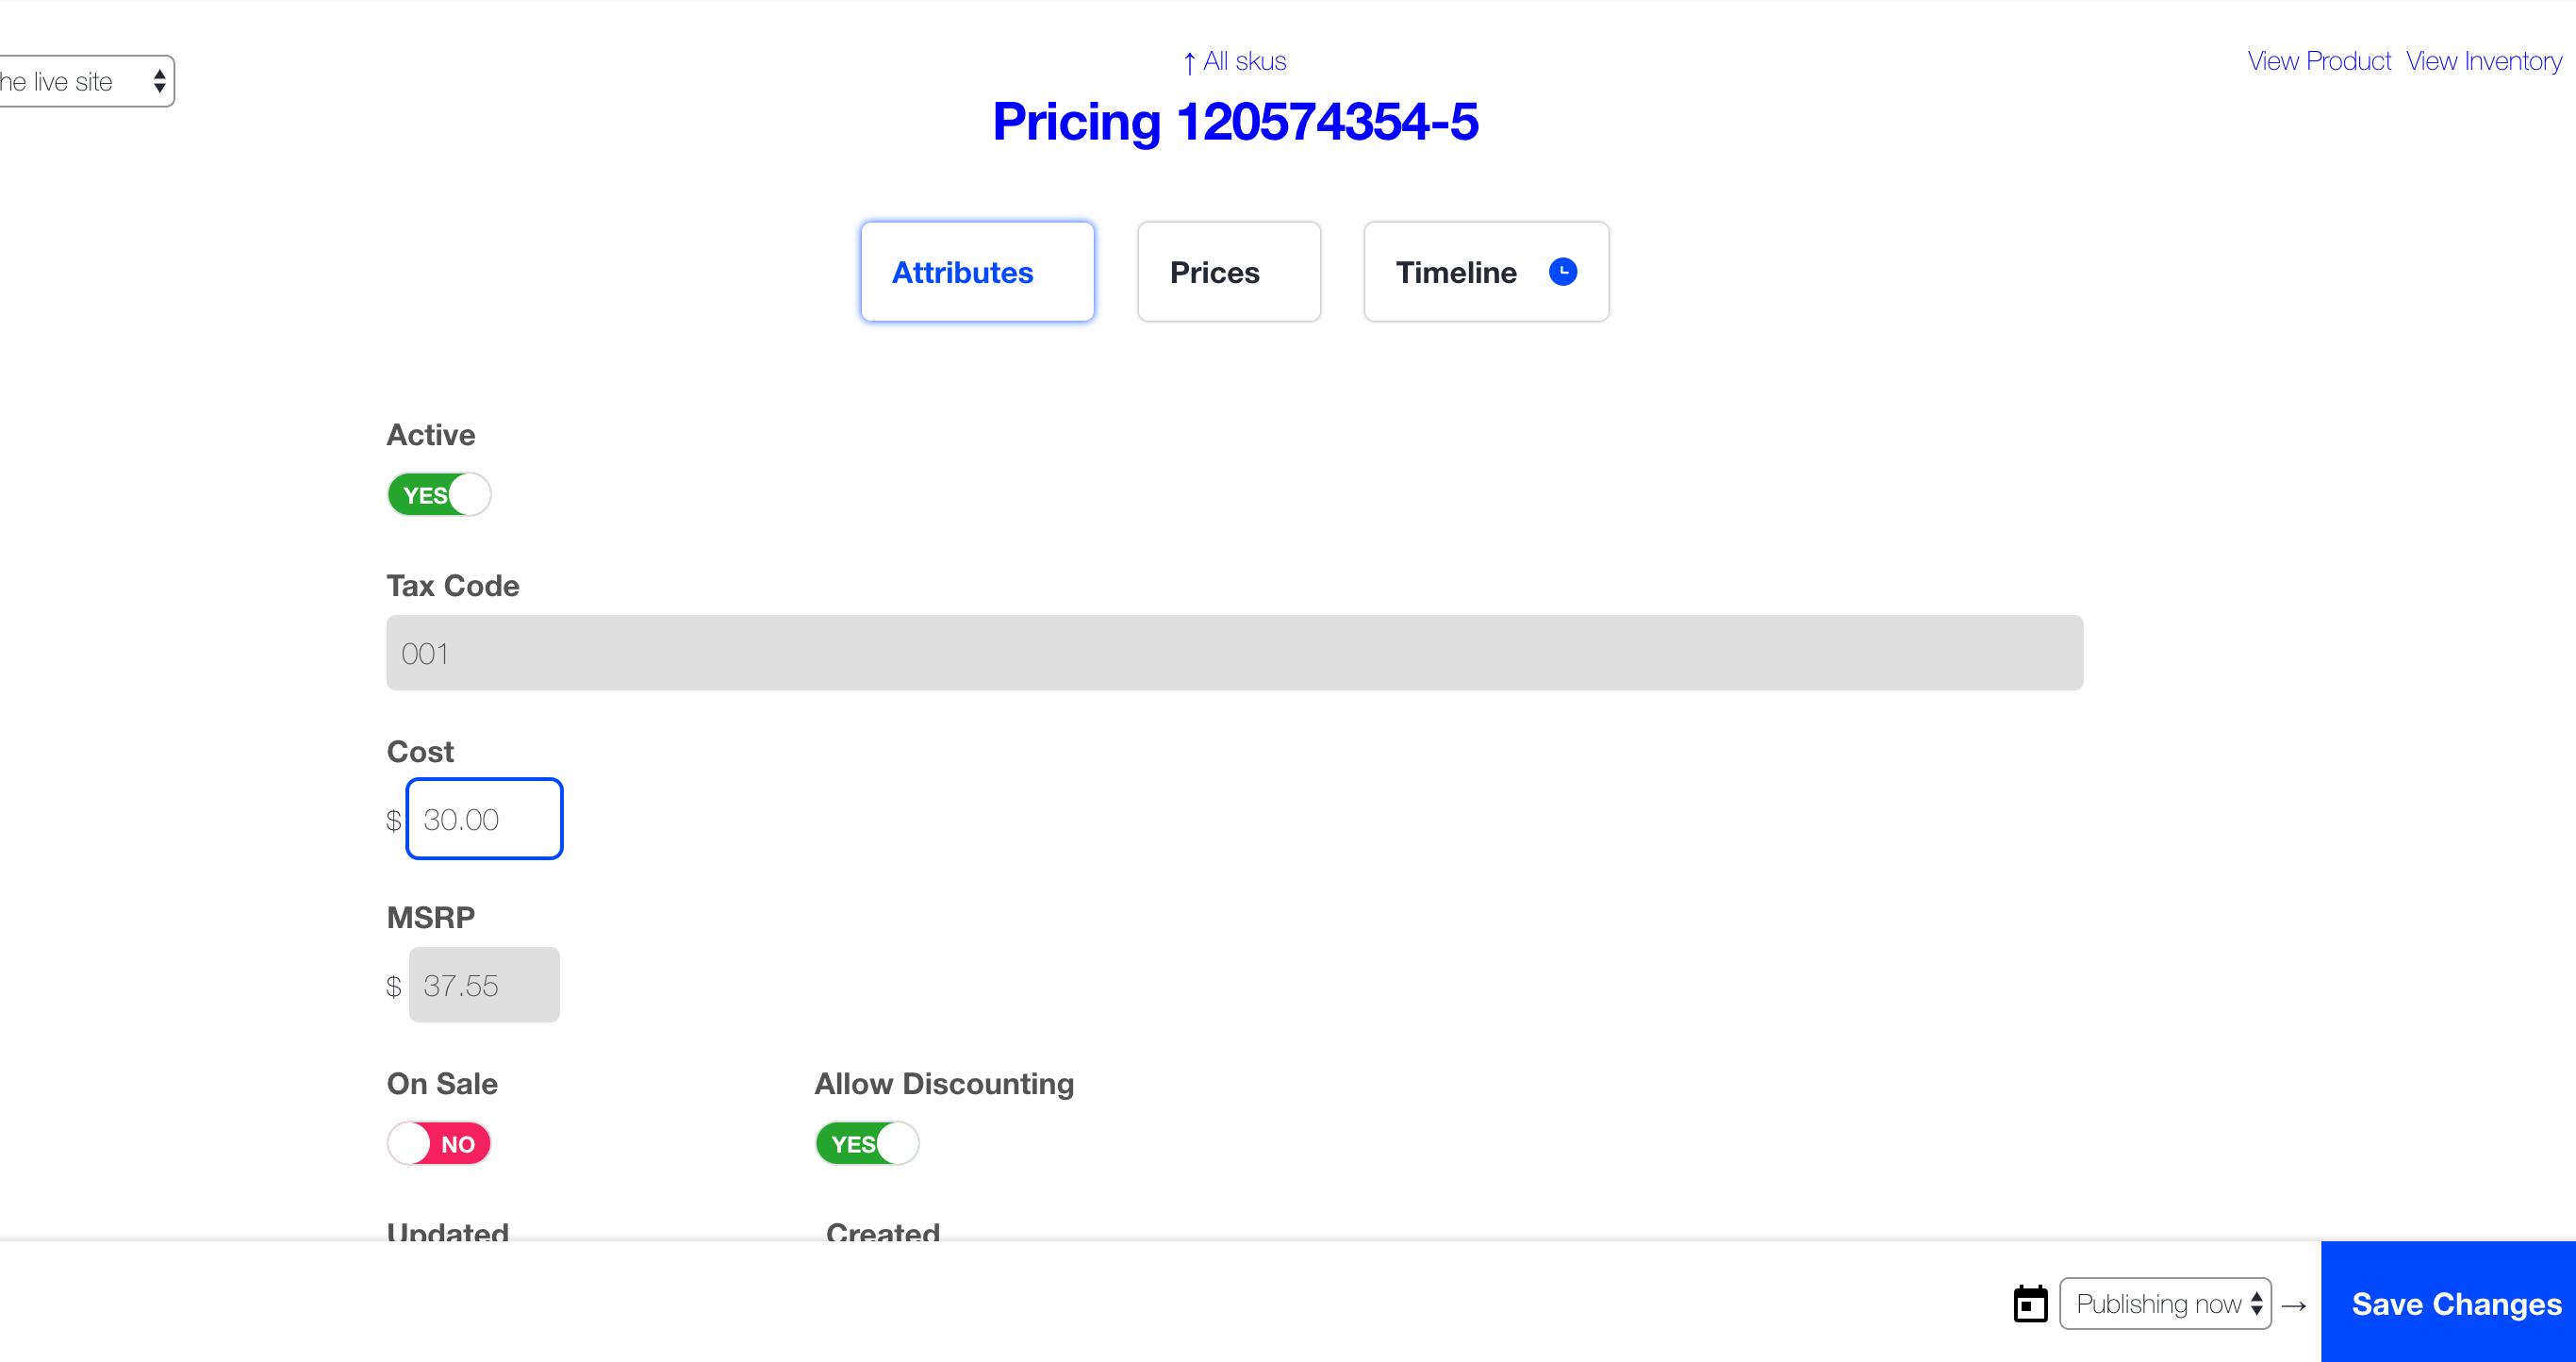 he live site
↑ All skus
View Product View Inventory
Pricing 120574354-5
Attributes
Prices
Timeline
Active
YES
Tax Code
001
Cost
$ 30.00
MSRP
$ 37.55
On Sale
Allow Discounting
NO
YES
Updated
Created
Publishing now →
Save Changes